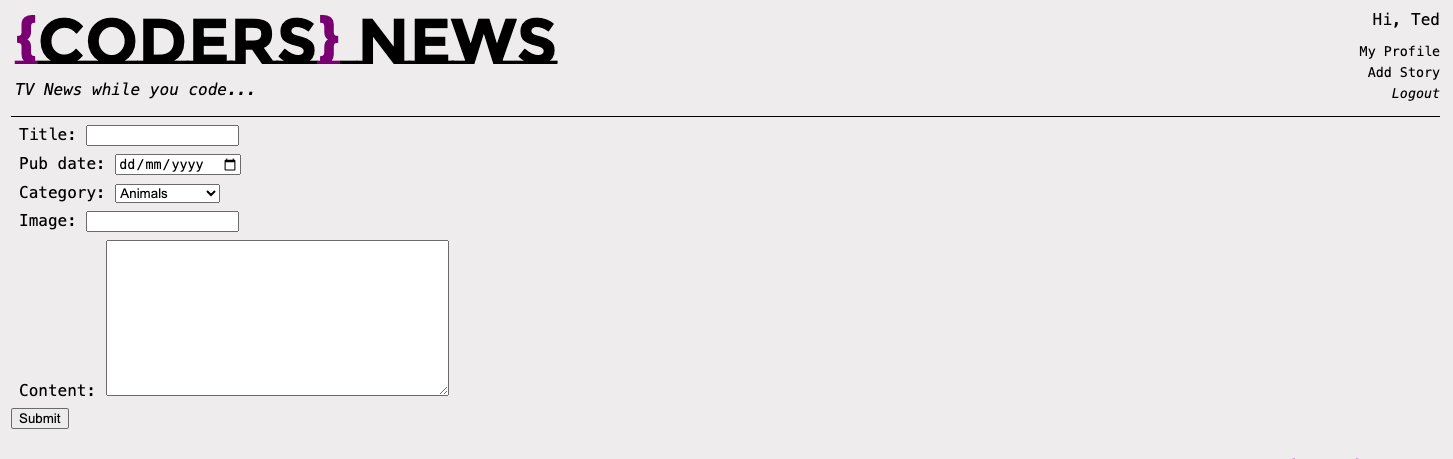 {CODERS} NEWS
TV News while you code...
Hi, Ted
My Profile
Add Story
Logout
Title:
Pub date: dd/mm/yyyy
Category: Animals
Image:
Content:
Submit